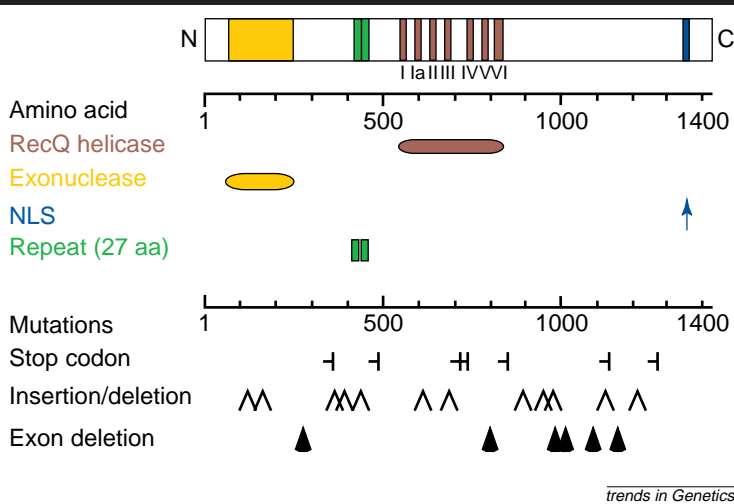 N C
I Ia II III IV V VI
Amino acid
1 500 1000 1400
RecQ helicase
Exonuclease
NLS
Repeat (27 aa)
Mutations
1 500 1000 1400
Stop codon
Insertion/deletion
Exon deletion
trends in Genetics